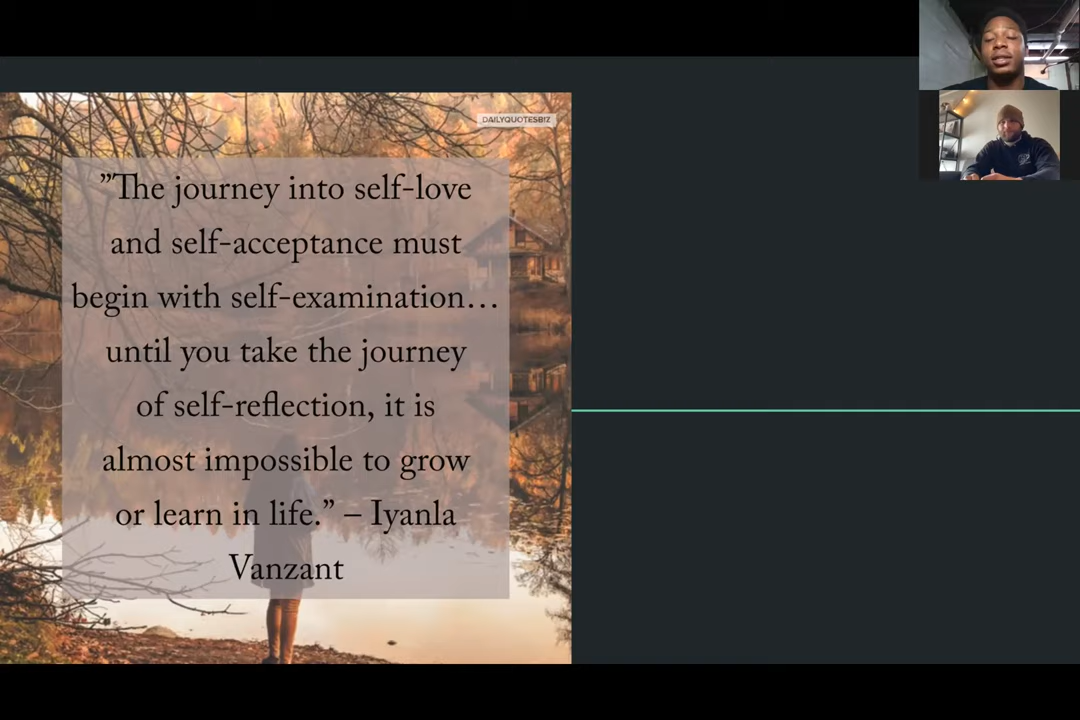 DAILYQUOTESBIZ
”The journey into self-love
and self-acceptance must
begin with self-examination…
until you take the journey
of self-reflection, it is
almost impossible to grow
or learn in life.” – Iyanla
Vanzant